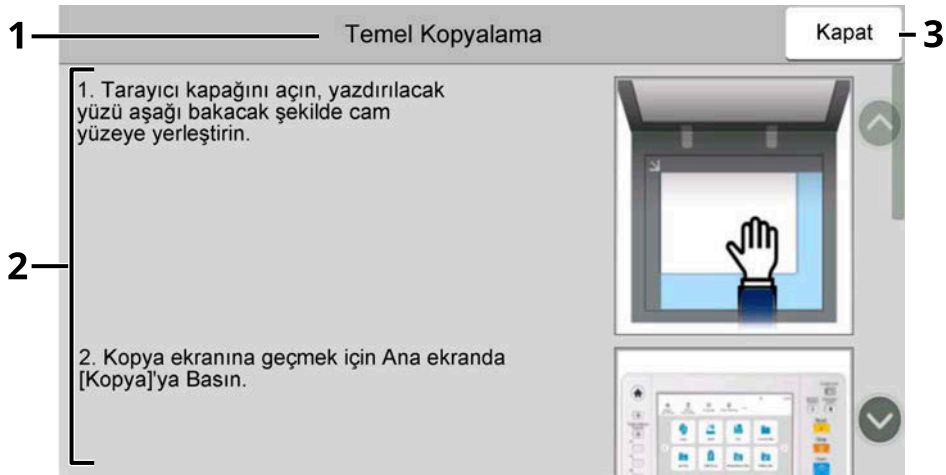 1
Temel Kopyalama
Kapat
3
1. Tarayıcı kapağını açın, yazdırılacak
yüzü aşağı bakacak şekilde cam
yüzeye yerleştirin.
2
2. Kopya ekranına geçmek için Ana ekranda
[Kopya]'ya Basın.